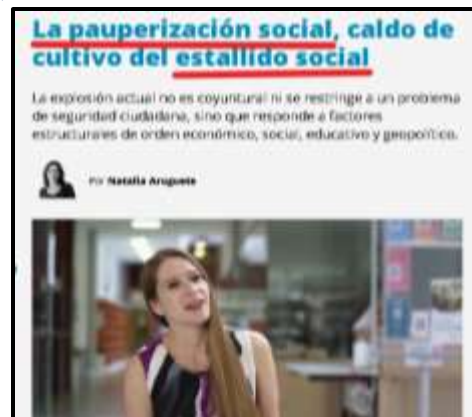 La pauperización social, caldo de
cultivo del estallido social
La explosión actual no es coyuntural ni se restringe a un problema
de seguridad ciudadana, sino que responde a factores
estructurales de orden económico, social, educativo y geopolítico.
Por Natalia Aruguete